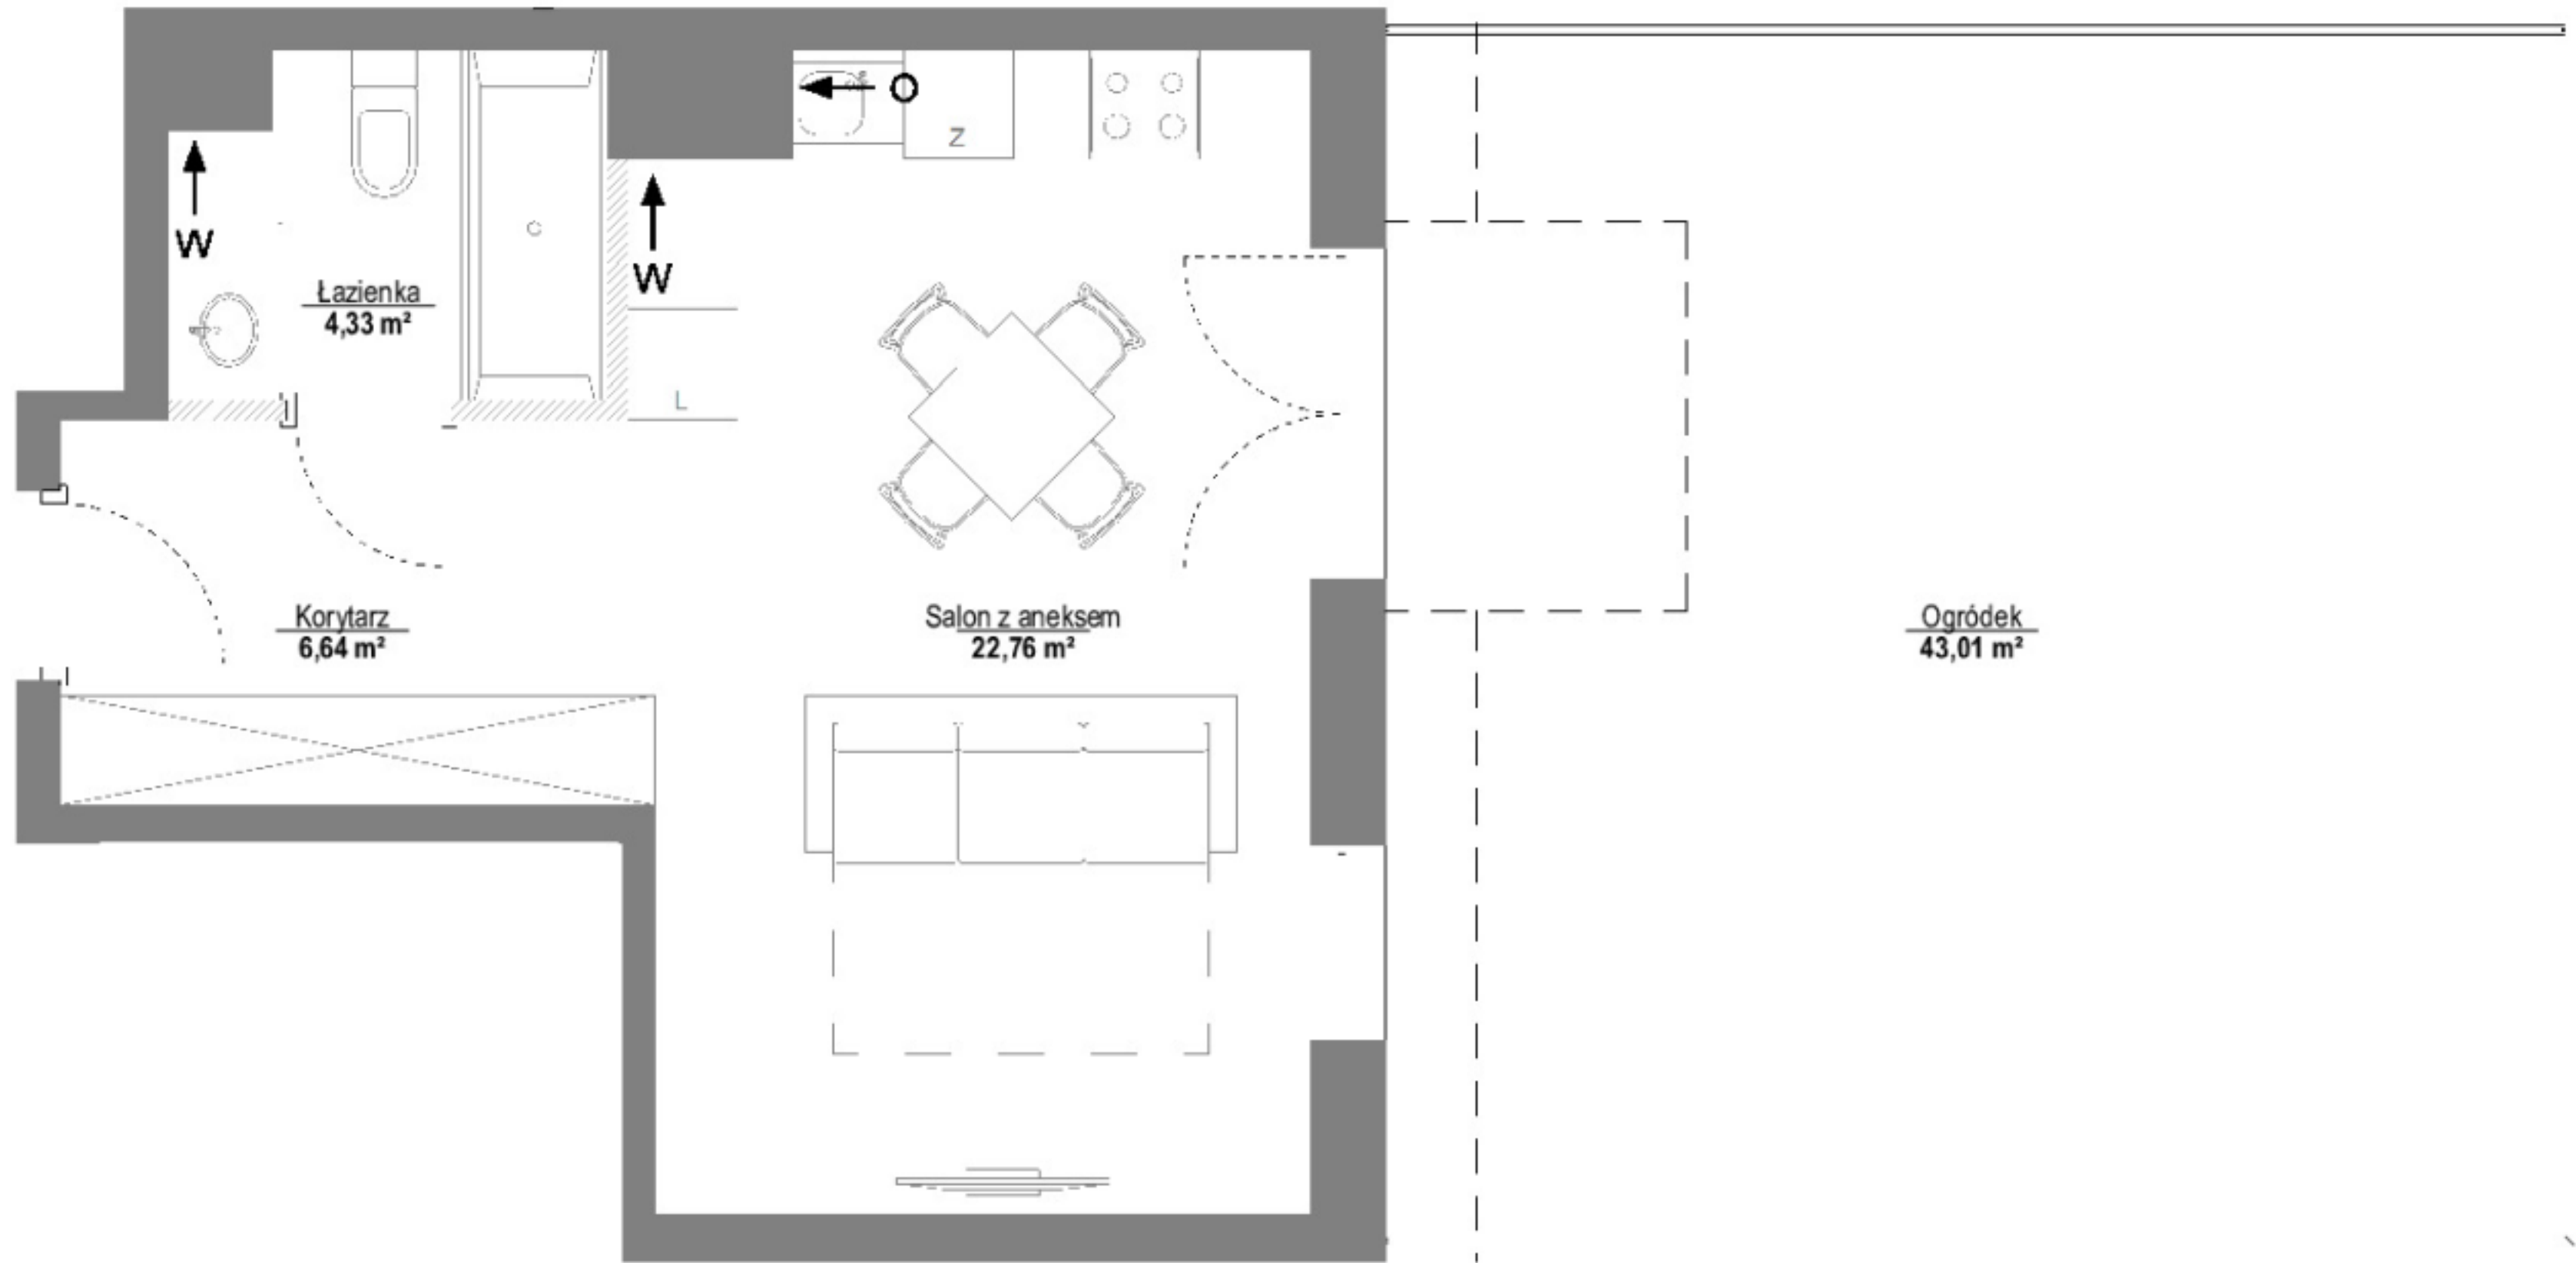 O
Z
W
W
Łazienka
4,33 m²
L
Korytarz
6,64 m²
Salon z aneksem
22,76 m²
Ogródek
43,01 m²